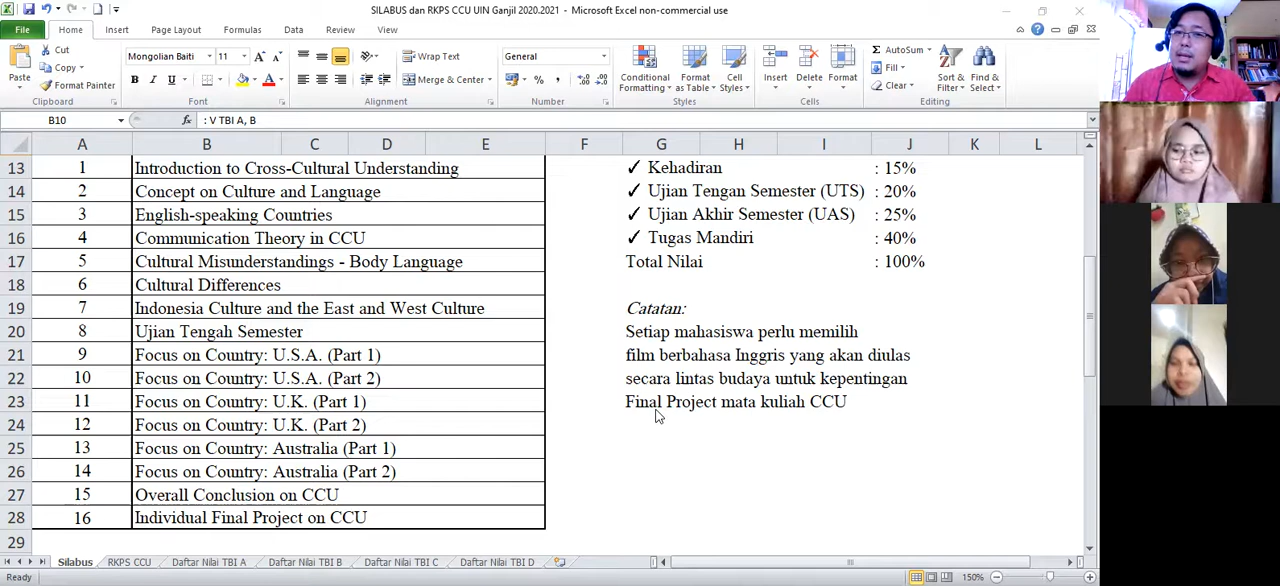 SILABUS dan RKPS CCU UIN Ganjil 2020.2021 - Microsoft Excel non-commercial use
File Home Insert Page Layout Formulas Data Review View
Paste
Cut
Copy
Format Painter
Clipboard
Mongolian Baiti 11
B I U
Font
Wrap Text
Merge & Center
Alignment
General
%
Number
Conditional Formatting
Format as Table
Cell Styles
Styles
Insert Delete Format
Cells
AutoSum
Fill
Clear
Sort & Filter
Find & Select
Editing
B10 fx : V TBI A, B
A B C D E F G H I J K L
13 1 Introduction to Cross-Cultural Understanding ✓ Kehadiran : 15%
14 2 Concept on Culture and Language ✓ Ujian Tengan Semester (UTS) : 20%
15 3 English-speaking Countries ✓ Ujian Akhir Semester (UAS) : 25%
16 4 Communication Theory in CCU ✓ Tugas Mandiri : 40%
17 5 Cultural Misunderstandings - Body Language Total Nilai : 100%
18 6 Cultural Differences
19 7 Indonesia Culture and the East and West Culture Catatan:
20 8 Ujian Tengah Semester Setiap mahasiswa perlu memilih
21 9 Focus on Country: U.S.A. (Part 1) film berbahasa Inggris yang akan diulas
22 10 Focus on Country: U.S.A. (Part 2) secara lintas budaya untuk kepentingan
23 11 Focus on Country: U.K. (Part 1) Final Project mata kuliah CCU
24 12 Focus on Country: U.K. (Part 2)
25 13 Focus on Country: Australia (Part 1)
26 14 Focus on Country: Australia (Part 2)
27 15 Overall Conclusion on CCU
28 16 Individual Final Project on CCU
29
Silabus RKPS CCU Daftar Nilai TBI A Daftar Nilai TBI B Daftar Nilai TBI C Daftar Nilai TBI D
Ready 150%